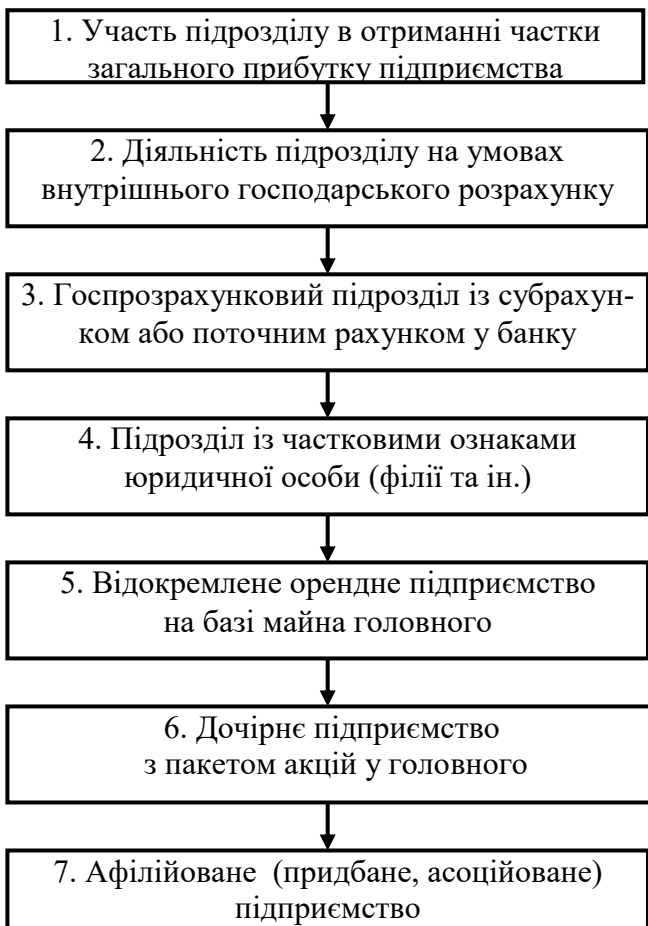 1. Участь підрозділу в отриманні частки
загального прибутку підприємства
2. Діяльність підрозділу на умовах
внутрішнього господарського розрахунку
3. Госпрозрахунковий підрозділ із субрахун-
ком або поточним рахунком у банку
4. Підрозділ із частковими ознаками
юридичної особи (філії та ін.)
5. Відокремлене орендне підприємство
на базі майна головного
6. Дочірнє підприємство
з пакетом акцій у головного
7. Афілійоване (придбане, асоційоване)
підприємство